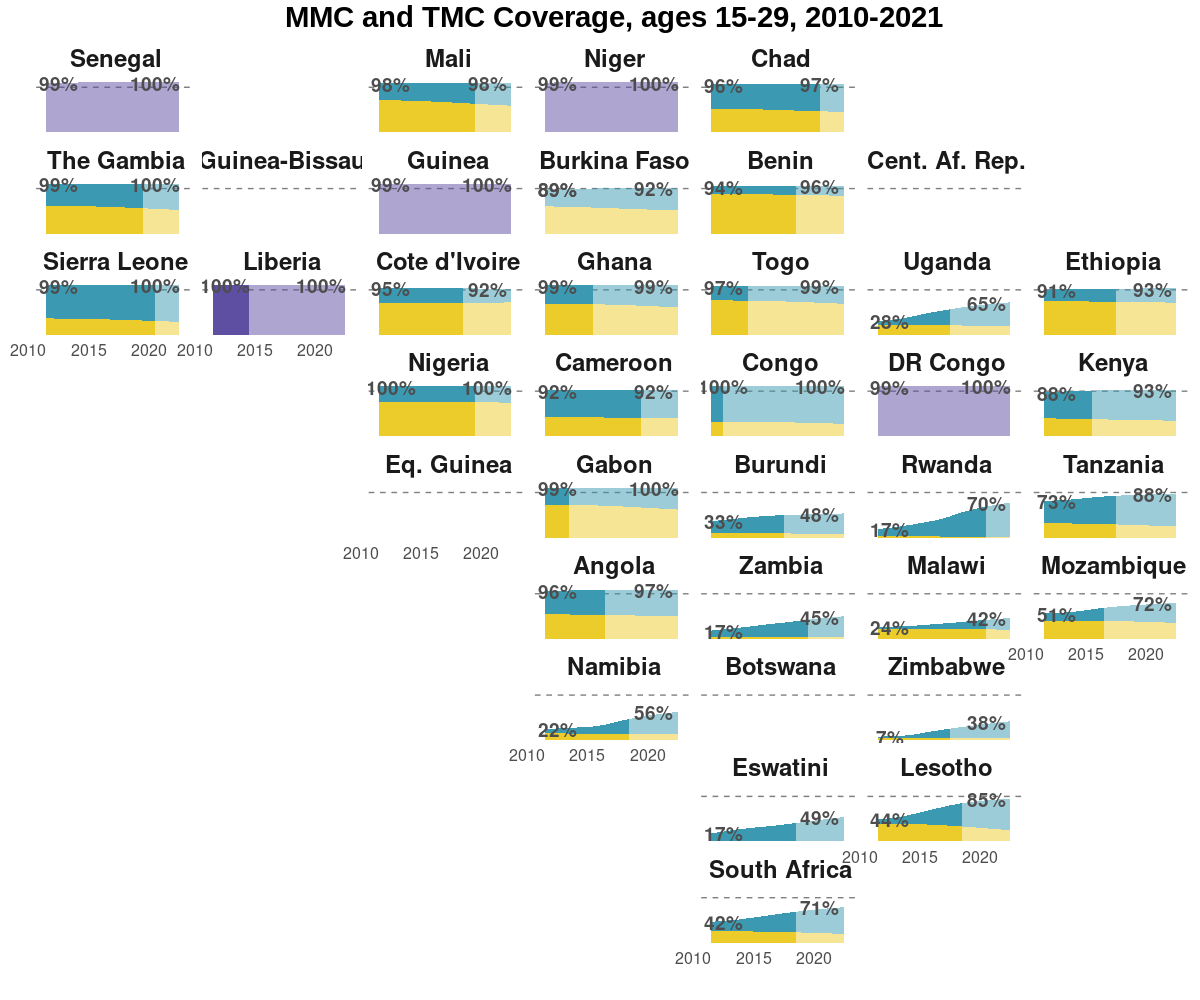 MMC and TMC Coverage, ages 15-29, 2010-2021
Senegal Mali Niger Chad
99% 100% 98% 98% 99% 100% 96% 97%
The Gambia Guinea-Bissau Guinea Burkina Faso Benin Cent. Af. Rep.
99% 100% 99% 100% 89% 92% 94% 96%
Sierra Leone Liberia Cote d'Ivoire Ghana Togo Uganda Ethiopia
99% 100% 100% 100% 95% 92% 99% 99% 97% 99% 28% 65% 91% 93%
2010 2015 2020 2010 2015 2020
Nigeria Cameroon Congo DR Congo Kenya
100% 100% 92% 92% 100% 100% 99% 100% 88% 93%
Eq. Guinea Gabon Burundi Rwanda Tanzania
99% 100% 33% 48% 17% 70% 73% 88%
2010 2015 2020
Angola Zambia Malawi Mozambique
96% 97% 17% 45% 24% 42% 51% 72%
2010 2015 2020
Namibia Botswana Zimbabwe
22% 56% 7% 38%
2010 2015 2020
Eswatini Lesotho
17% 49% 44% 85%
2010 2015 2020
South Africa
42% 71%
2010 2015 2020